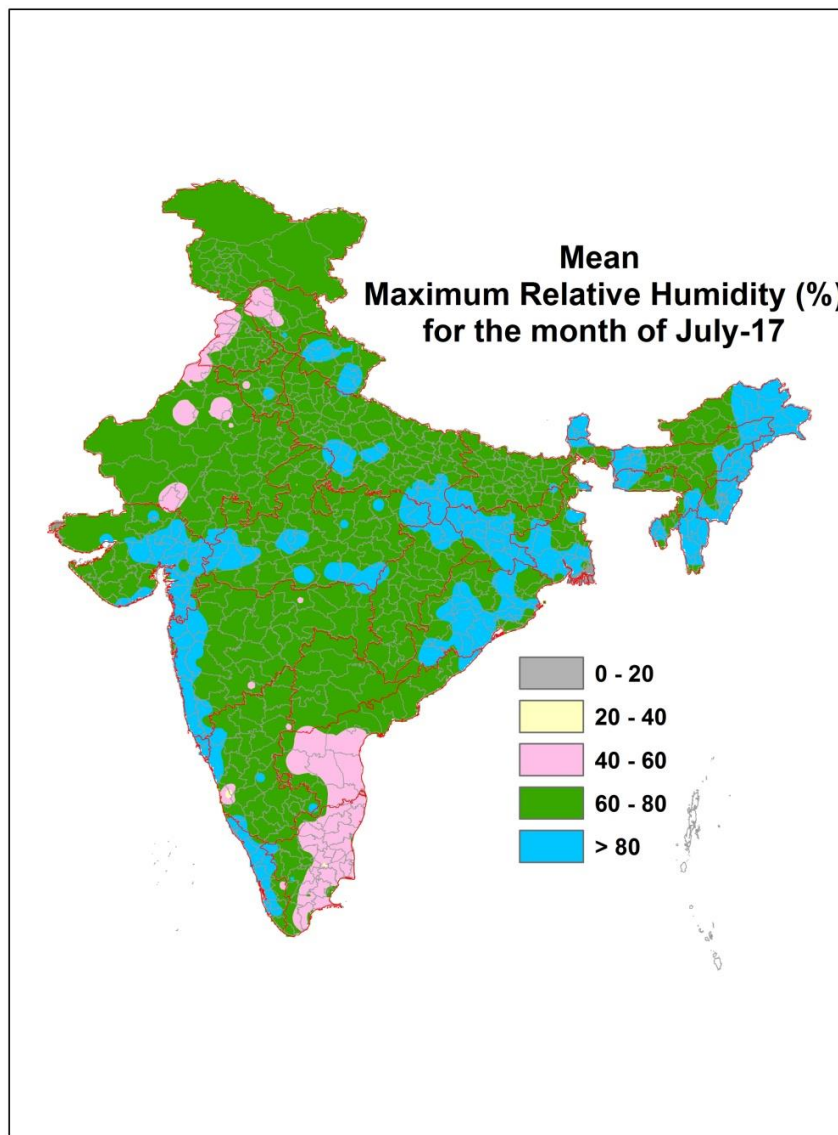 Mean
Maximum Relative Humidity (%)
for the month of July-17
0 - 20
20 - 40
40 - 60
60 - 80
> 80